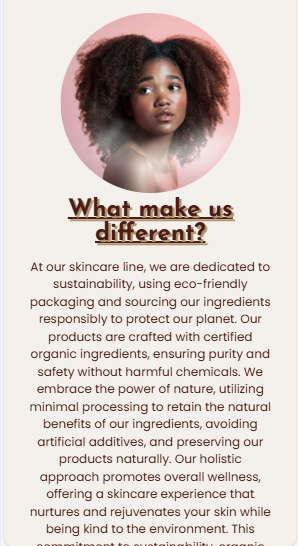 What make us
different?
At our skincare line, we are dedicated to
sustainability, using eco-friendly
packaging and sourcing our ingredients
responsibly to protect our planet. Our
products are crafted with certified
organic ingredients, ensuring purity and
safety without harmful chemicals. We
embrace the power of nature, utilizing
minimal processing to retain the natural
benefits of our ingredients, avoiding
artificial additives, and preserving our
products naturally. Our holistic
approach promotes overall wellness,
offering a skincare experience that
nurtures and rejuvenates your skin while
being kind to the environment. This
commitment to sustainability, organic